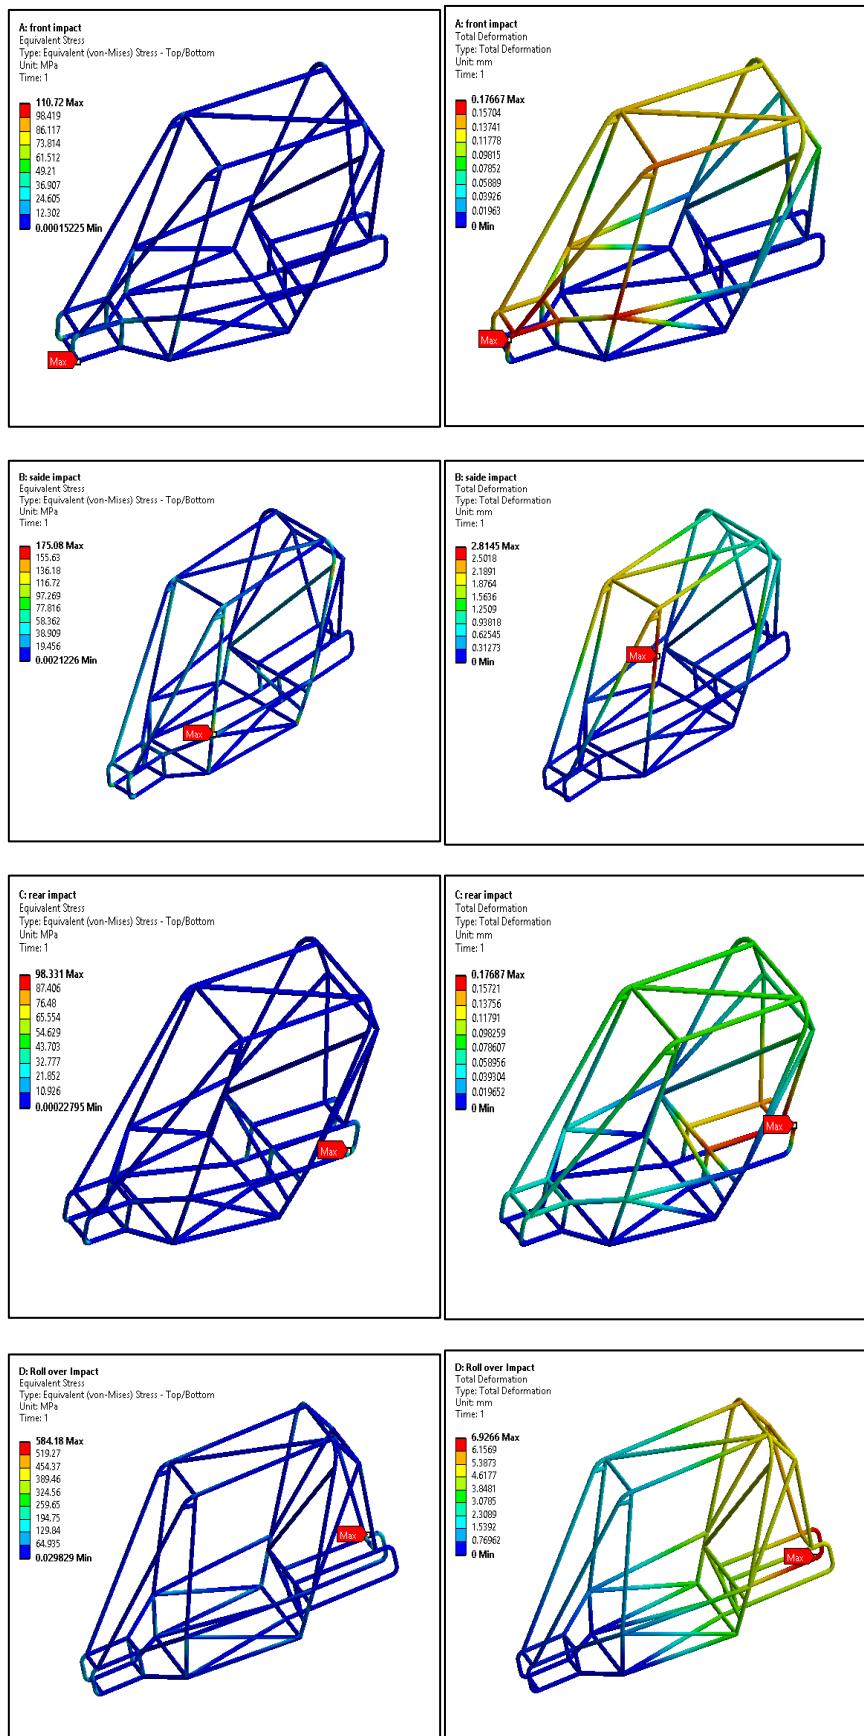 A: front impact
Equivalent Stress
Type: Equivalent (von-Mises) Stress - Top/Bottom
Unit: MPa
Time: 1
110.72 Max
98.419
86.117
73.814
61.512
49.21
36.907
24.605
12.302
0.00015225 Min
Max
A: front impact
Total Deformation
Type: Total Deformation
Unit: mm
Time: 1
0.17667 Max
0.15704
0.13741
0.11778
0.09815
0.07852
0.05889
0.03926
0.01963
0 Min
Max
B: saide impact
Equivalent Stress
Type: Equivalent (von-Mises) Stress - Top/Bottom
Unit: MPa
Time: 1
175.08 Max
155.63
136.18
116.72
97.269
77.816
58.362
38.909
19.456
0.0021226 Min
Max
B: saide impact
Total Deformation
Type: Total Deformation
Unit: mm
Time: 1
2.8145 Max
2.5018
2.1891
1.8764
1.5636
1.2509
0.93818
0.62545
0.31273
0 Min
Max
C: rear impact
Equivalent Stress
Type: Equivalent (von-Mises) Stress - Top/Bottom
Unit: MPa
Time: 1
98.331 Max
87.406
76.48
65.554
54.629
43.703
32.777
21.852
10.926
0.00022795 Min
Max
C: rear impact
Total Deformation
Type: Total Deformation
Unit: mm
Time: 1
0.17687 Max
0.15721
0.13756
0.11791
0.098259
0.078607
0.058956
0.039304
0.019652
0 Min
Max
D: Roll over Impact
Equivalent Stress
Type: Equivalent (von-Mises) Stress - Top/Bottom
Unit: MPa
Time: 1
584.18 Max
519.27
454.37
389.46
324.56
259.65
194.75
129.84
64.935
0.029829 Min
Max
D: Roll over Impact
Total Deformation
Type: Total Deformation
Unit: mm
Time: 1
6.9266 Max
6.1569
5.3873
4.6177
3.8481
3.0785
2.3089
1.5392
0.76962
0 Min
Max